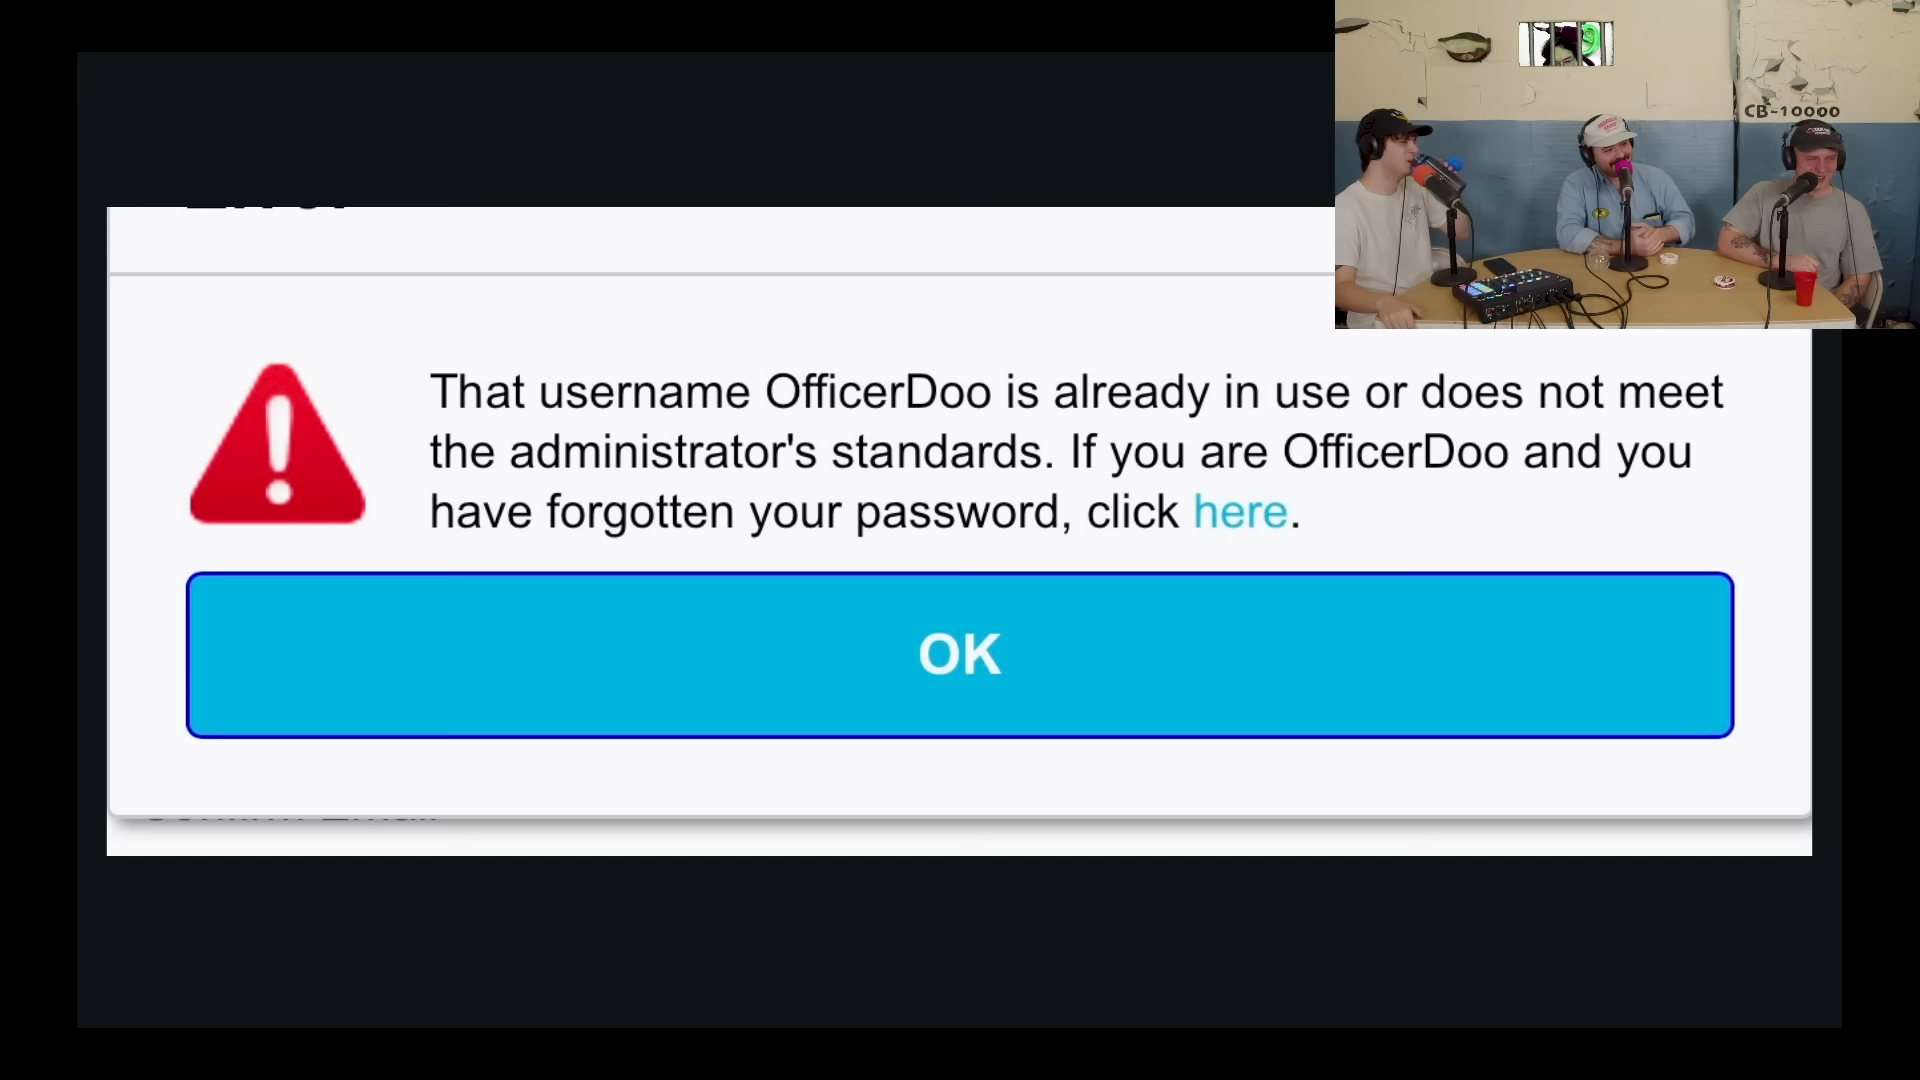 CB-10000
That username OfficerDoo is already in use or does not meet
the administrator's standards. If you are OfficerDoo and you
have forgotten your password, click here.
OK